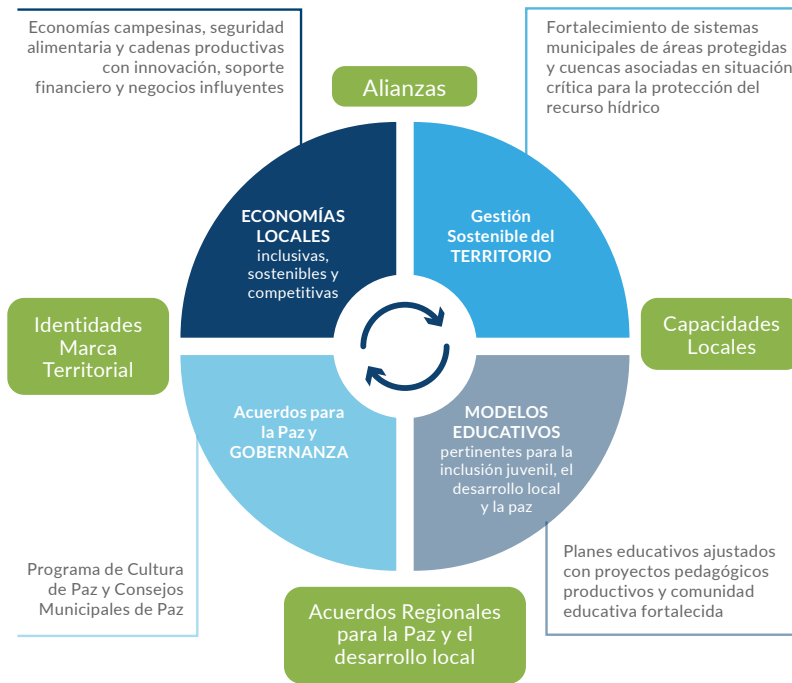 Economías campesinas, seguridad
alimentaria y cadenas productivas
con innovación, soporte
financiero y negocios influyentes
Alianzas
Fortalecimiento de sistemas
municipales de áreas protegidas
y cuencas asociadas en situación
crítica para la protección del
recurso hídrico
ECONOMÍAS
LOCALES
inclusivas,
sostenibles y
competitivas
Gestión
Sostenible del
TERRITORIO
Identidades
Marca
Territorial
Capacidades
Locales
Acuerdos para
la Paz y
GOBERNANZA
MODELOS
EDUCATIVOS
pertinentes para la
inclusión juvenil, el
desarrollo local
y la paz
Programa de Cultura
de Paz y Consejos
Municipales de Paz
Acuerdos Regionales
para la Paz y el
desarrollo local
Planes educativos ajustados
con proyectos pedagógicos
productivos y comunidad
educativa fortalecida